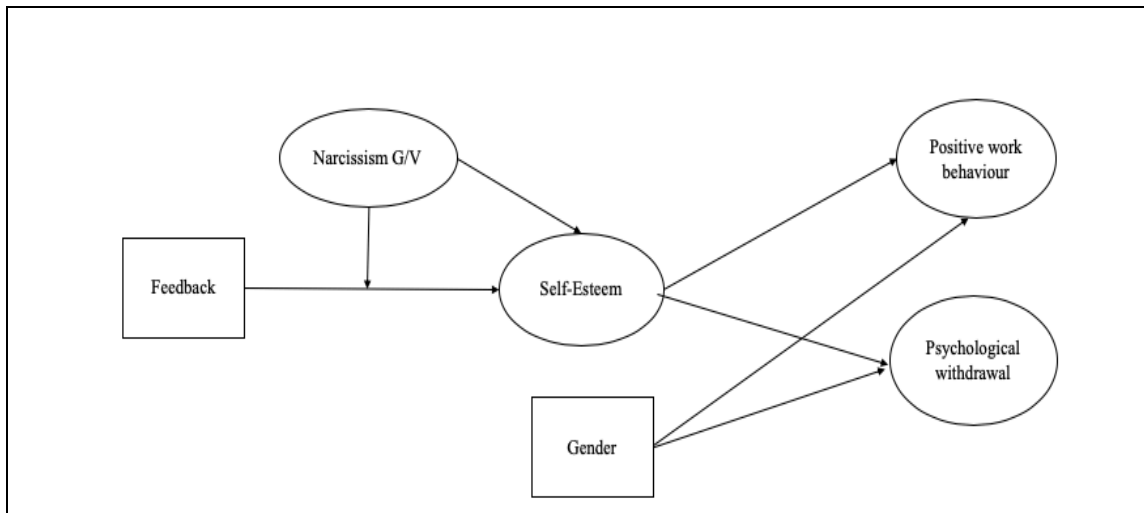 Narcissism G/V
Positive work
behaviour
Feedback
Self-Esteem
Psychological
withdrawal
Gender